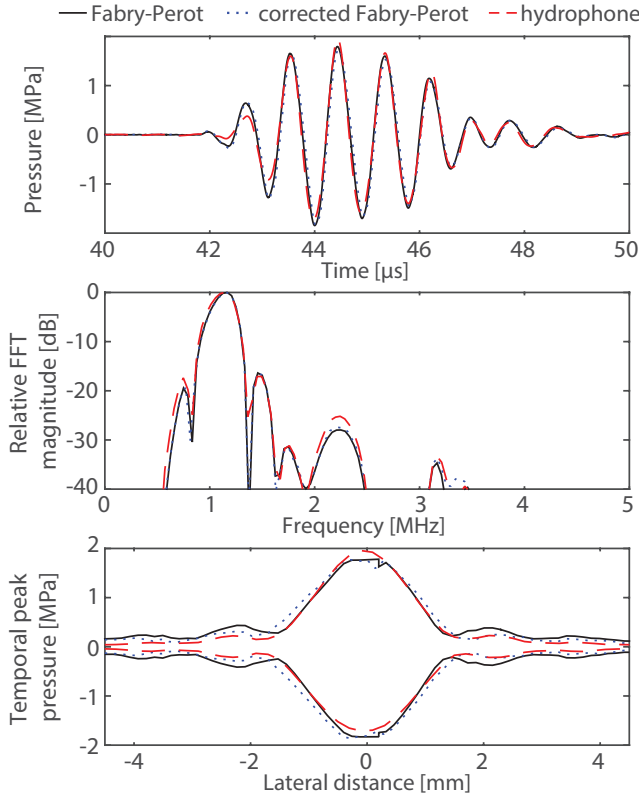 Fabry-Perot corrected Fabry-Perot hydrophone
Pressure [MPa]
1
0
-1
40 42 44 46 48 50
Time [µs]
Relative FFT
magnitude [dB]
0
-10
-20
-30
-40
0 1 2 3 4 5
Frequency [MHz]
Temporal peak
pressure [MPa]
2
1
0
-1
-2
-4 -2 0 2 4
Lateral distance [mm]